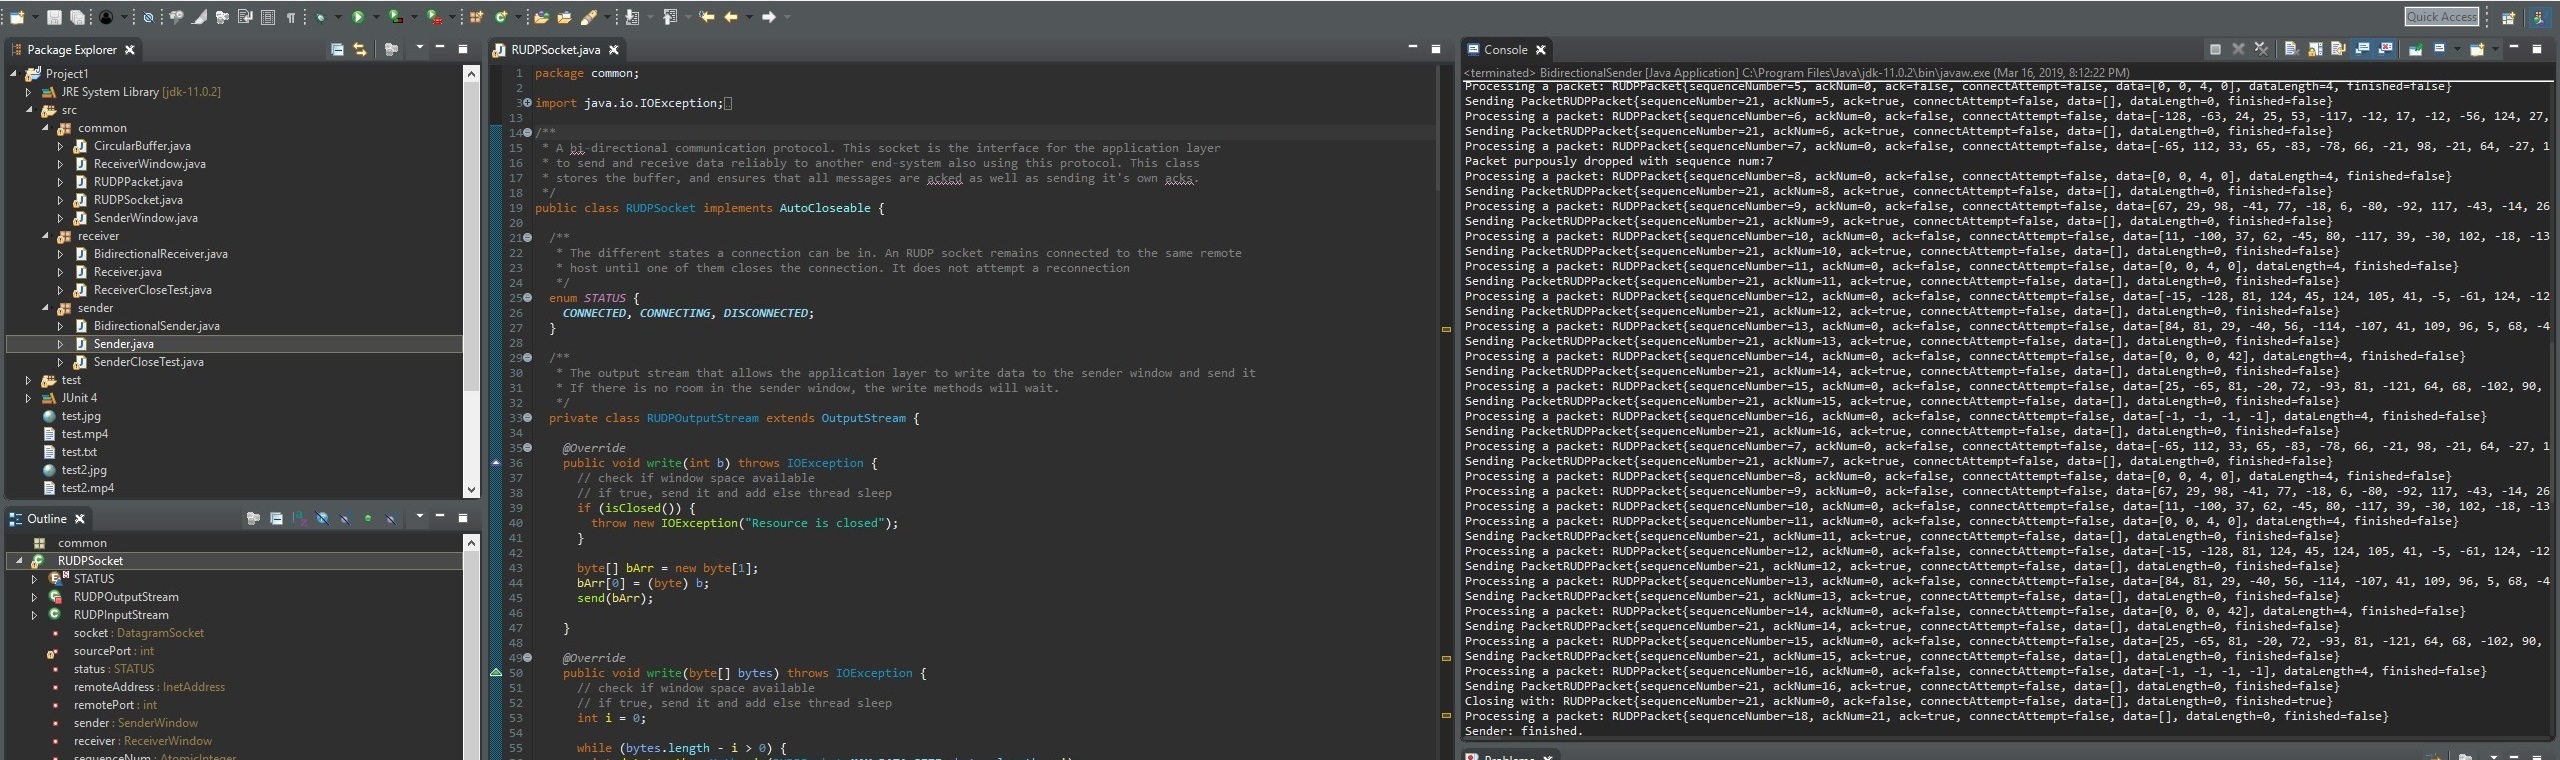 Quick Access
Package Explorer
Project1
JRE System Library [jdk-11.0.2]
src
common
CircularBuffer.java
ReceiverWindow.java
RUDPPacket.java
RUDPSocket.java
SenderWindow.java
receiver
BidirectionalReceiver.java
Receiver.java
ReceiverCloseTest.java
sender
BidirectionalSender.java
Sender.java
SenderCloseTest.java
test
JUnit 4
test.jpg
test.mp4
test.txt
test2.jpg
test2.mp4
Outline
common
RUDPSocket
STATUS
RUDPOutputStream
RUDPInputStream
socket : DatagramSocket
sourcePort : int
status : STATUS
remoteAddress : InetAddress
remotePort : int
sender : SenderWindow
receiver : ReceiverWindow
sequenceNum : AtomicInteger
RUDPSocket.java
1 package common;
2
3 import java.io.IOException;
13
14 /**
15 * A bi-directional communication protocol. This socket is the interface for the application layer
16 * to send and receive data reliably to another end-system also using this protocol. This class
17 * stores the buffer, and ensures that all messages are acked as well as sending it's own acks.
18 */
19 public class RUDPSocket implements AutoCloseable {
20
21 /**
22 * The different states a connection can be in. An RUDP socket remains connected to the same remote
23 * host until one of them closes the connection. It does not attempt a reconnection
24 */
25 enum STATUS {
26 CONNECTED, CONNECTING, DISCONNECTED;
27 }
28
29 /**
30 * The output stream that allows the application layer to write data to the sender window and send it
31 * If there is no room in the sender window, the write methods will wait.
32 */
33 private class RUDPOutputStream extends OutputStream {
34
35 @Override
36 public void write(int b) throws IOException {
37 // check if window space available
38 // if true, send it and add else thread sleep
39 if (isClosed()) {
40 throw new IOException("Resource is closed");
41 }
42
43 byte[] bArr = new byte[1];
44 bArr[0] = (byte) b;
45 send(bArr);
46
47 }
48
49 @Override
50 public void write(byte[] bytes) throws IOException {
51 // check if window space available
52 // if true, send it and add else thread sleep
53 int i = 0;
54
55 while (bytes.length - i > 0) {
Console
<terminated> BidirectionalSender [Java Application] C:\Program Files\Java\jdk-11.0.2\bin\javaw.exe (Mar 16, 2019, 8:12:22 PM)
Processing a packet: RUDPPacket{sequenceNumber=5, ackNum=0, ack=false, connectAttempt=false, data=[0, 0, 4, 0], dataLength=4, finished=false}
Sending PacketRUDPPacket{sequenceNumber=21, ackNum=5, ack=true, connectAttempt=false, data=[], dataLength=0, finished=false}
Processing a packet: RUDPPacket{sequenceNumber=6, ackNum=0, ack=false, connectAttempt=false, data=[-128, -63, 24, 25, 53, -117, -12, 17, -12, -56, 124, 27,
Sending PacketRUDPPacket{sequenceNumber=21, ackNum=6, ack=true, connectAttempt=false, data=[], dataLength=0, finished=false}
Processing a packet: RUDPPacket{sequenceNumber=7, ackNum=0, ack=false, connectAttempt=false, data=[-65, 112, 33, 65, -83, -78, 66, -21, 98, -21, 64, -27, 1
Packet purpously dropped with sequence num:7
Processing a packet: RUDPPacket{sequenceNumber=8, ackNum=0, ack=false, connectAttempt=false, data=[0, 0, 4, 0], dataLength=4, finished=false}
Sending PacketRUDPPacket{sequenceNumber=21, ackNum=8, ack=true, connectAttempt=false, data=[], dataLength=0, finished=false}
Processing a packet: RUDPPacket{sequenceNumber=9, ackNum=0, ack=false, connectAttempt=false, data=[67, 29, 98, -41, 77, -18, 6, -80, -92, 117, -43, -14, 26
Sending PacketRUDPPacket{sequenceNumber=21, ackNum=9, ack=true, connectAttempt=false, data=[], dataLength=0, finished=false}
Processing a packet: RUDPPacket{sequenceNumber=10, ackNum=0, ack=false, connectAttempt=false, data=[11, -100, 37, 62, -45, 80, -117, 39, -30, 102, -18, -13
Sending PacketRUDPPacket{sequenceNumber=21, ackNum=10, ack=true, connectAttempt=false, data=[], dataLength=0, finished=false}
Processing a packet: RUDPPacket{sequenceNumber=11, ackNum=0, ack=false, connectAttempt=false, data=[0, 0, 4, 0], dataLength=4, finished=false}
Sending PacketRUDPPacket{sequenceNumber=21, ackNum=11, ack=true, connectAttempt=false, data=[], dataLength=0, finished=false}
Processing a packet: RUDPPacket{sequenceNumber=12, ackNum=0, ack=false, connectAttempt=false, data=[-15, -128, 81, 124, 45, 124, 105, 41, -5, -61, 124, -12
Sending PacketRUDPPacket{sequenceNumber=21, ackNum=12, ack=true, connectAttempt=false, data=[], dataLength=0, finished=false}
Processing a packet: RUDPPacket{sequenceNumber=13, ackNum=0, ack=false, connectAttempt=false, data=[84, 81, 29, -40, 56, -114, -107, 41, 109, 96, 5, 68, -4
Sending PacketRUDPPacket{sequenceNumber=21, ackNum=13, ack=true, connectAttempt=false, data=[], dataLength=0, finished=false}
Processing a packet: RUDPPacket{sequenceNumber=14, ackNum=0, ack=false, connectAttempt=false, data=[0, 0, 0, 42], dataLength=4, finished=false}
Sending PacketRUDPPacket{sequenceNumber=21, ackNum=14, ack=true, connectAttempt=false, data=[], dataLength=0, finished=false}
Processing a packet: RUDPPacket{sequenceNumber=15, ackNum=0, ack=false, connectAttempt=false, data=[25, -65, 81, -20, 72, -93, 81, -121, 64, 68, -102, 90,
Sending PacketRUDPPacket{sequenceNumber=21, ackNum=15, ack=true, connectAttempt=false, data=[], dataLength=0, finished=false}
Processing a packet: RUDPPacket{sequenceNumber=16, ackNum=0, ack=false, connectAttempt=false, data=[-1, -1, -1, -1], dataLength=4, finished=false}
Sending PacketRUDPPacket{sequenceNumber=21, ackNum=16, ack=true, connectAttempt=false, data=[], dataLength=0, finished=false}
Processing a packet: RUDPPacket{sequenceNumber=7, ackNum=0, ack=false, connectAttempt=false, data=[-65, 112, 33, 65, -83, -78, 66, -21, 98, -21, 64, -27, 1
Sending PacketRUDPPacket{sequenceNumber=21, ackNum=7, ack=true, connectAttempt=false, data=[], dataLength=0, finished=false}
Processing a packet: RUDPPacket{sequenceNumber=8, ackNum=0, ack=false, connectAttempt=false, data=[0, 0, 4, 0], dataLength=4, finished=false}
Processing a packet: RUDPPacket{sequenceNumber=9, ackNum=0, ack=false, connectAttempt=false, data=[67, 29, 98, -41, 77, -18, 6, -80, -92, 117, -43, -14, 26
Processing a packet: RUDPPacket{sequenceNumber=10, ackNum=0, ack=false, connectAttempt=false, data=[11, -100, 37, 62, -45, 80, -117, 39, -30, 102, -18, -13
Processing a packet: RUDPPacket{sequenceNumber=11, ackNum=0, ack=false, connectAttempt=false, data=[0, 0, 4, 0], dataLength=4, finished=false}
Sending PacketRUDPPacket{sequenceNumber=21, ackNum=11, ack=true, connectAttempt=false, data=[], dataLength=0, finished=false}
Processing a packet: RUDPPacket{sequenceNumber=12, ackNum=0, ack=false, connectAttempt=false, data=[-15, -128, 81, 124, 45, 124, 105, 41, -5, -61, 124, -12
Sending PacketRUDPPacket{sequenceNumber=21, ackNum=12, ack=true, connectAttempt=false, data=[], dataLength=0, finished=false}
Processing a packet: RUDPPacket{sequenceNumber=13, ackNum=0, ack=false, connectAttempt=false, data=[84, 81, 29, -40, 56, -114, -107, 41, 109, 96, 5, 68, -4
Sending PacketRUDPPacket{sequenceNumber=21, ackNum=13, ack=true, connectAttempt=false, data=[], dataLength=0, finished=false}
Processing a packet: RUDPPacket{sequenceNumber=14, ackNum=0, ack=false, connectAttempt=false, data=[0, 0, 0, 42], dataLength=4, finished=false}
Sending PacketRUDPPacket{sequenceNumber=21, ackNum=14, ack=true, connectAttempt=false, data=[], dataLength=0, finished=false}
Processing a packet: RUDPPacket{sequenceNumber=15, ackNum=0, ack=false, connectAttempt=false, data=[25, -65, 81, -20, 72, -93, 81, -121, 64, 68, -102, 90,
Sending PacketRUDPPacket{sequenceNumber=21, ackNum=15, ack=true, connectAttempt=false, data=[], dataLength=0, finished=false}
Processing a packet: RUDPPacket{sequenceNumber=16, ackNum=0, ack=false, connectAttempt=false, data=[-1, -1, -1, -1], dataLength=4, finished=false}
Sending PacketRUDPPacket{sequenceNumber=21, ackNum=16, ack=true, connectAttempt=false, data=[], dataLength=0, finished=false}
Closing with: RUDPPacket{sequenceNumber=21, ackNum=0, ack=false, connectAttempt=false, data=[], dataLength=0, finished=true}
Processing a packet: RUDPPacket{sequenceNumber=18, ackNum=21, ack=true, connectAttempt=false, data=[], dataLength=0, finished=false}
Sender: finished.
Problems